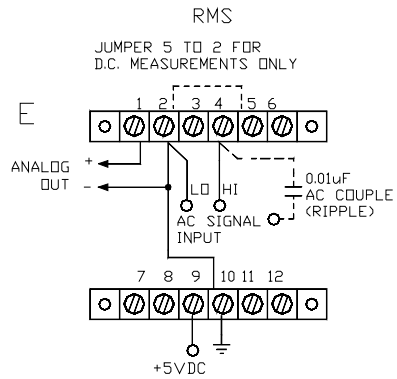 RMS
JUMPER 5 TO 2 FOR
D.C. MEASUREMENTS ONLY
E
1 2 3 4 5 6
ANALOG
OUT
+
−
LO HI
AC SIGNAL
INPUT
0.01uF
AC COUPLE
(RIPPLE)
7 8 9 10 11 12
+5VDC